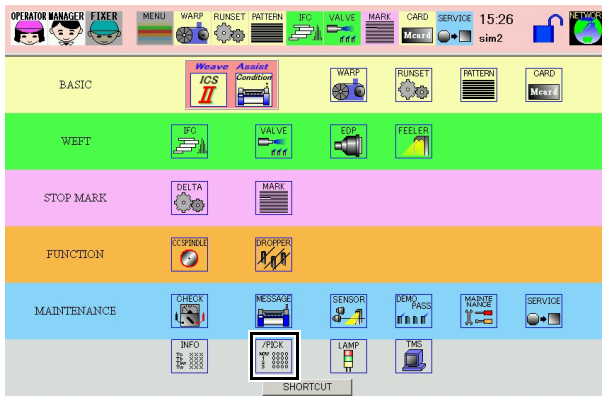 OPERATOR MANAGER FIXER MENU WARP RUNSET PATTERN IFC VALVE MARK CARD Mcard SERVICE 15:26 NETWOR
sim2
BASIC
Weave Assist
ICS II Condition
WARP RUNSET PATTERN CARD
Mcard
WEFT
IFC VALVE EDP FEELER
STOP MARK
DELTA MARK
FUNCTION
CCSPINDLE DROPPER
MAINTENANCE
CHECK MESSAGE SENSOR DEMO PASS MAINTE NANCE SERVICE
INFO /PICK LAMP TMS
SHORTCUT